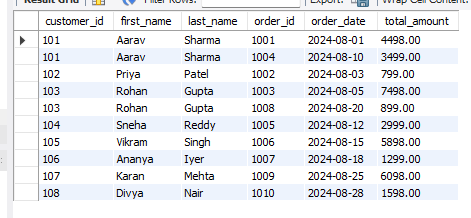 Result Grid Filter Rows: Export: Wrap Cell Content:
customer_id first_name last_name order_id order_date total_amount
101 Aarav Sharma 1001 2024-08-01 4498.00
101 Aarav Sharma 1004 2024-08-10 3499.00
102 Priya Patel 1002 2024-08-03 799.00
103 Rohan Gupta 1003 2024-08-05 7498.00
103 Rohan Gupta 1008 2024-08-20 899.00
104 Sneha Reddy 1005 2024-08-12 2999.00
105 Vikram Singh 1006 2024-08-15 5898.00
106 Ananya Iyer 1007 2024-08-18 1299.00
107 Karan Mehta 1009 2024-08-25 6098.00
108 Divya Nair 1010 2024-08-28 1598.00